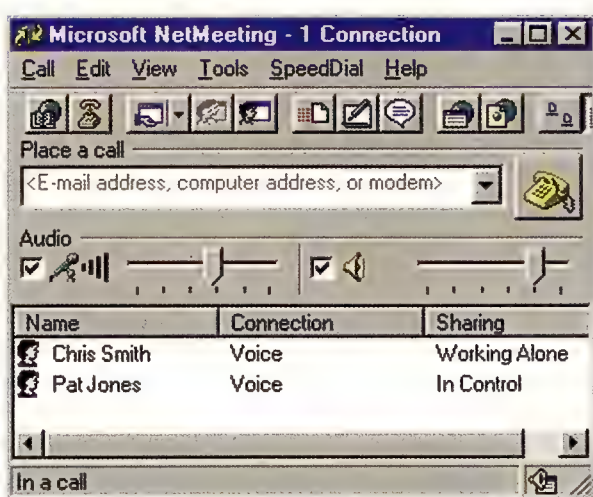 Microsoft NetMeeting - 1 Connection
Call Edit View Tools SpeedDial Help
Place a call
<E-mail address, computer address, or modem>
Audio
Name Connection Sharing
Chris Smith Voice Working Alone
Pat Jones Voice In Control
In a call